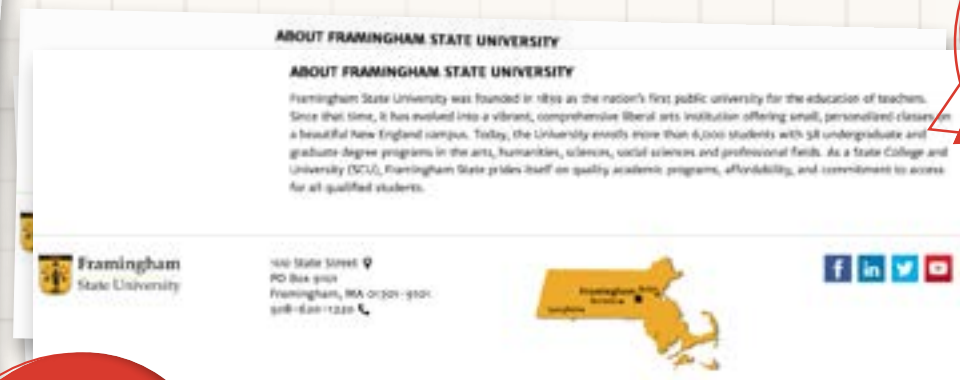 ABOUT FRAMINGHAM STATE UNIVERSITY
ABOUT FRAMINGHAM STATE UNIVERSITY
Framingham State University was founded in 1839 as the nation's first public university for the education of teachers.
Since that time, it has evolved into a vibrant, comprehensive liberal arts institution offering small, personalized classes on
a beautiful New England campus. Today, the University enrolls more than 6,000 students with 58 undergraduate and
graduate degree programs in the arts, humanities, sciences, social sciences and professional fields. As a State College and
University (SCU), Framingham State prides itself on quality academic programs, affordability, and commitment to access
for all qualified students.
Framingham
State University
100 State Street
PO Box 9101
Framingham, MA 01701-9101
508-620-1220
Framingham
f in